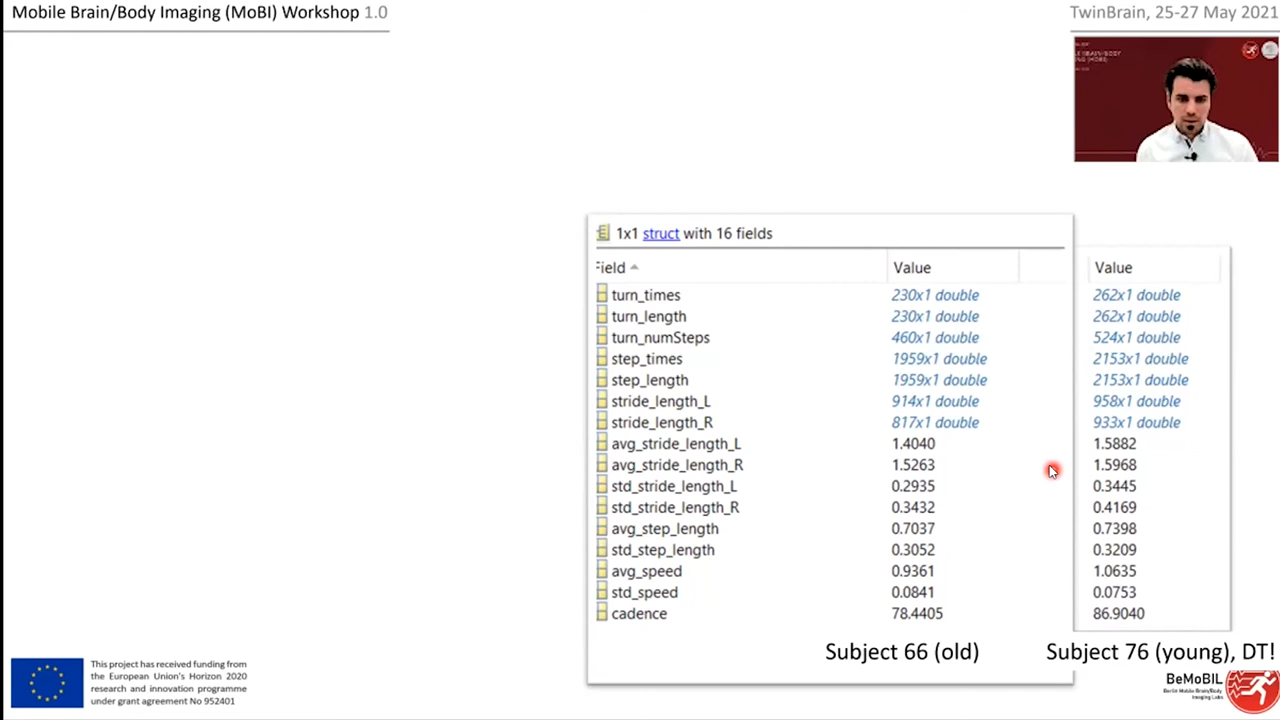 Mobile Brain/Body Imaging (MoBI) Workshop 1.0
TwinBrain, 25-27 May 2021
1x1 struct with 16 fields
Field Value Value
turn_times 230x1 double 262x1 double
turn_length 230x1 double 262x1 double
turn_numSteps 460x1 double 524x1 double
step_times 1959x1 double 2153x1 double
step_length 1959x1 double 2153x1 double
stride_length_L 914x1 double 958x1 double
stride_length_R 817x1 double 933x1 double
avg_stride_length_L 1.4040 1.5882
avg_stride_length_R 1.5263 1.5968
std_stride_length_L 0.2935 0.3445
std_stride_length_R 0.3432 0.4169
avg_step_length 0.7037 0.7398
std_step_length 0.3052 0.3209
avg_speed 0.9361 1.0635
std_speed 0.0841 0.0753
cadence 78.4405 86.9040
Subject 66 (old) Subject 76 (young), DT!
This project has received funding from
the European Union's Horizon 2020
research and innovation programme
under grant agreement No 952401
BeMoBIL
Berlin Mobile Brain/Body
Imaging Labs